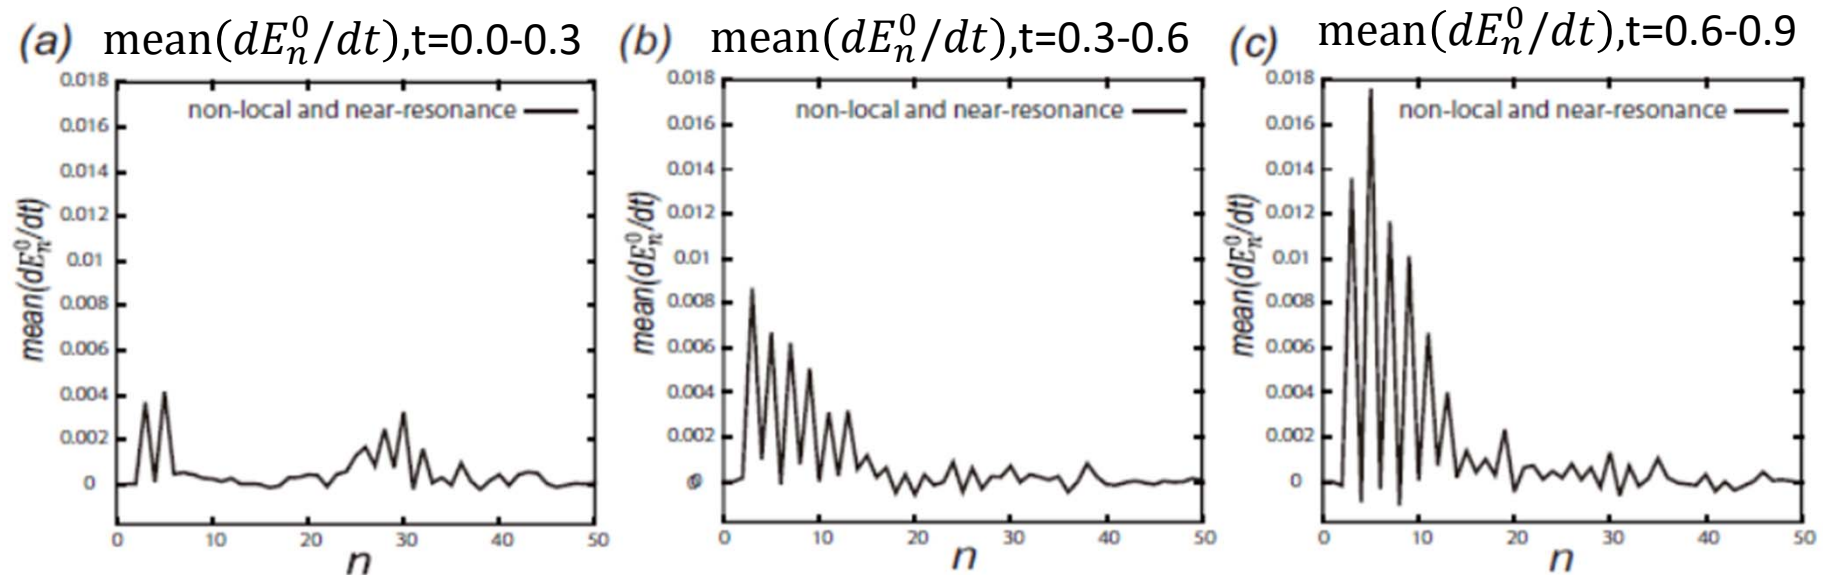 (a) mean(dE_n^0/dt),t=0.0-0.3
0.018
0.016
0.014
0.012
0.01
0.008
0.006
0.004
0.002
0
mean(dE_n^0/dt)
non-local and near-resonance
0 10 20 30 40 50
n
(b) mean(dE_n^0/dt),t=0.3-0.6
0.018
0.016
0.014
0.012
0.01
0.008
0.006
0.004
0.002
0
mean(dE_n^0/dt)
non-local and near-resonance
0 10 20 30 40 50
n
(c) mean(dE_n^0/dt),t=0.6-0.9
0.018
0.016
0.014
0.012
0.01
0.008
0.006
0.004
0.002
0
mean(dE_n^0/dt)
non-local and near-resonance
0 10 20 30 40 50
n